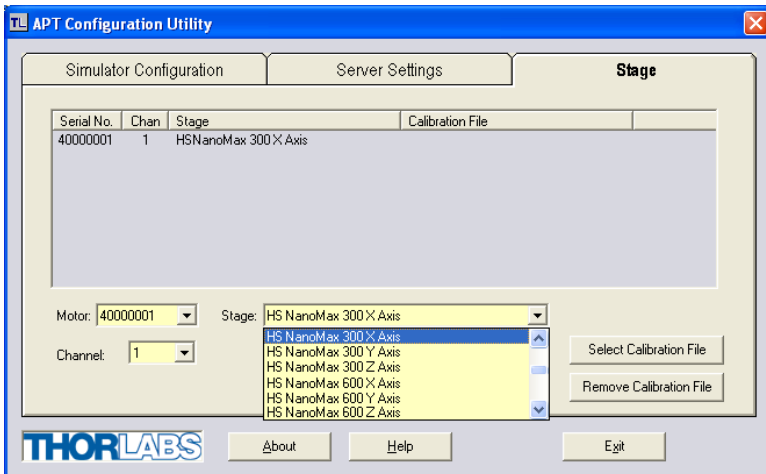 TL APT Configuration Utility
Simulator Configuration Server Settings Stage
Serial No. Chan Stage Calibration File
40000001 1 HSNanoMax 300 X Axis
Motor: 40000001 Stage: HS NanoMax 300 X Axis
Channel: 1
HS NanoMax 300 X Axis
HS NanoMax 300 Y Axis
HS NanoMax 300 Z Axis
HS NanoMax 600 X Axis
HS NanoMax 600 Y Axis
HS NanoMax 600 Z Axis
Select Calibration File
Remove Calibration File
THORLABS About Help Exit